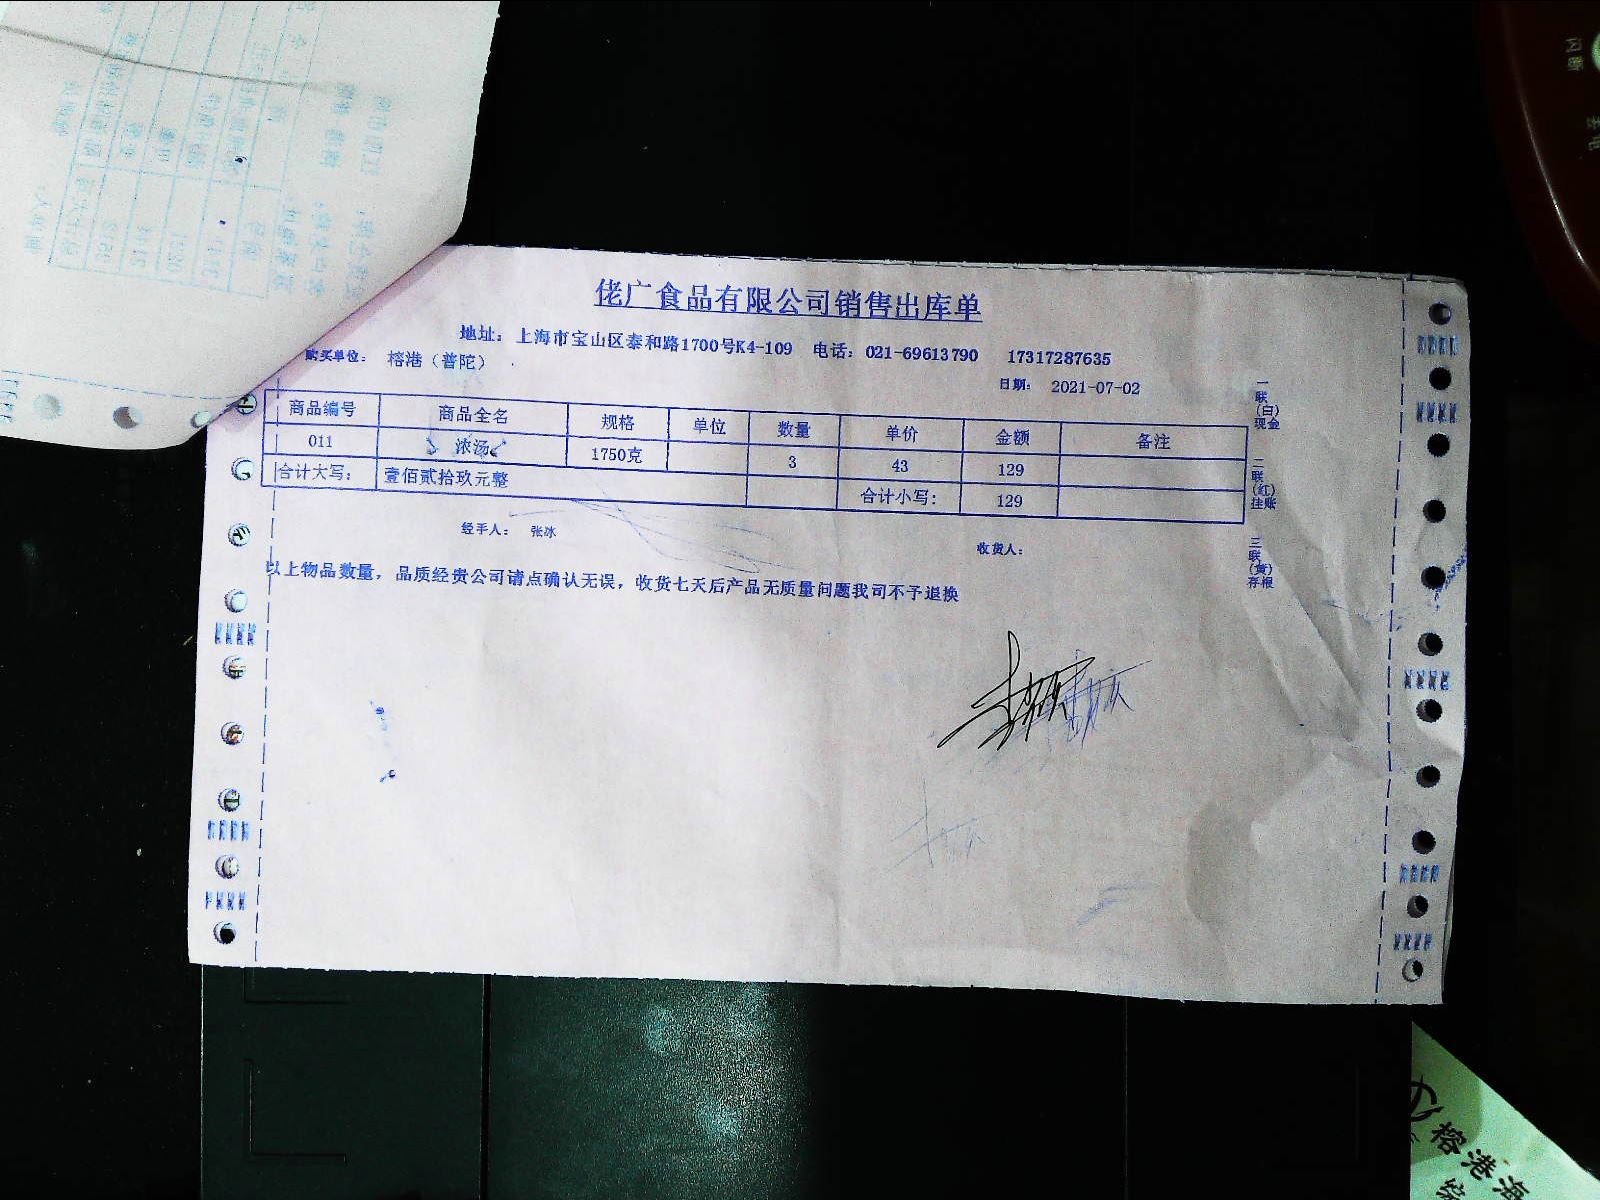 佬广食品有限公司销售出库单
地址：上海市宝山区泰和路1700号K4-109 电话：021-69613790 17317287635
购买单位： 榕港（普陀）
日期： 2021-07-02
商品编号 商品全名 规格 单位 数量 单价 金额 备注
011 浓汤 1750克 3 43 129
合计大写： 壹佰贰拾玖元整 合计小写： 129
经手人： 张冰 收货人：
以上物品数量，品质经贵公司请点确认无误，收货七天后产品无质量问题我司不予退换
一联（白）现金
二联（红）挂账
三联（黄）存根
榕港海